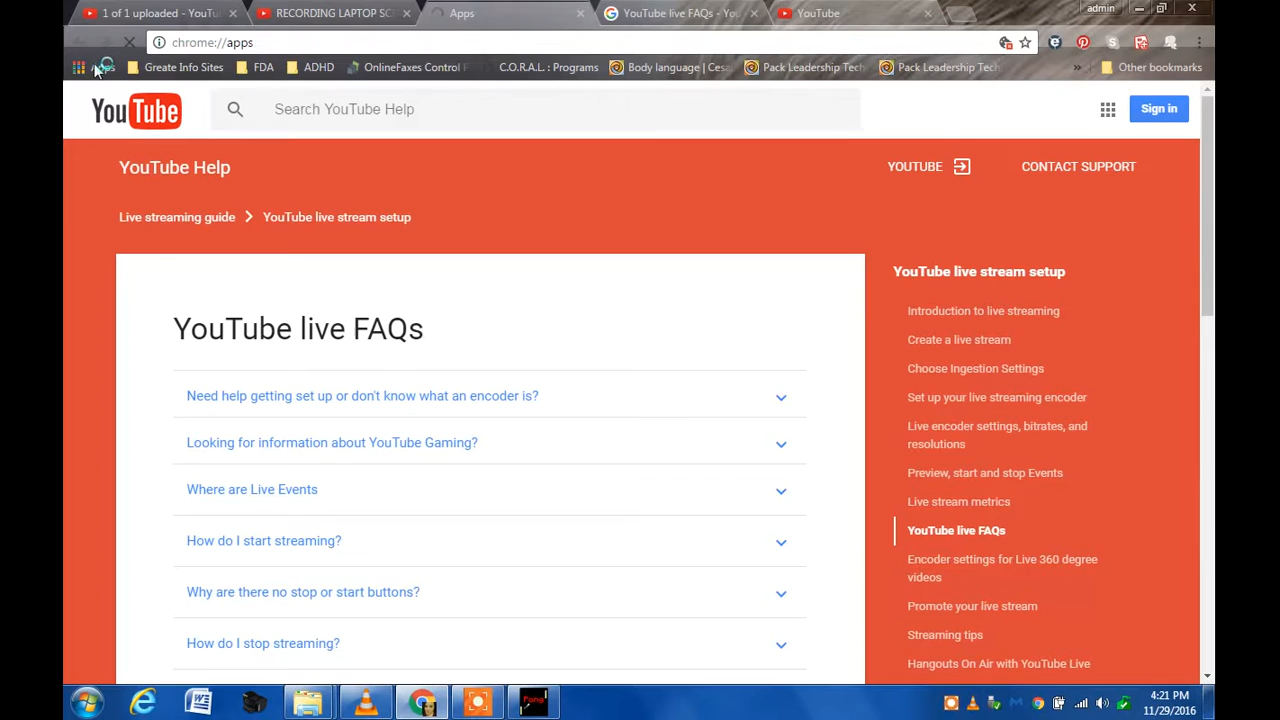 1 of 1 uploaded - YouTu
RECORDING LAPTOP SC
Apps
YouTube live FAQs - You
YouTube
admin
chrome://apps
Greate Info Sites
FDA
ADHD
OnlineFaxes Control
C.O.R.A.L. : Programs
Body language | Cesa
Pack Leadership Tech
Pack Leadership Tech
Other bookmarks
YouTube
Search YouTube Help
Sign in
YouTube Help
YOUTUBE
CONTACT SUPPORT
Live streaming guide > YouTube live stream setup
YouTube live FAQs
Need help getting set up or don't know what an encoder is?
Looking for information about YouTube Gaming?
Where are Live Events
How do I start streaming?
Why are there no stop or start buttons?
How do I stop streaming?
YouTube live stream setup
Introduction to live streaming
Create a live stream
Choose Ingestion Settings
Set up your live streaming encoder
Live encoder settings, bitrates, and
resolutions
Preview, start and stop Events
Live stream metrics
YouTube live FAQs
Encoder settings for Live 360 degree
videos
Promote your live stream
Streaming tips
Hangouts On Air with YouTube Live
4:21 PM
11/29/2016